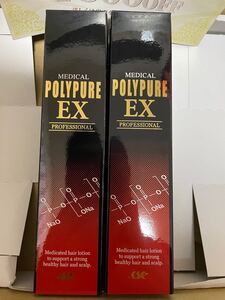 MEDICAL
POLYPURE
EX
PROFESSIONAL
NaO
ONa
Medicated hair lotion
to support a strong
healthy hair and scalp.
CSC
MEDICAL
POLYPURE
EX
PROFESSIONAL
NaO
ONa
Medicated hair lotion
to support a strong
healthy hair and scalp.
CSC